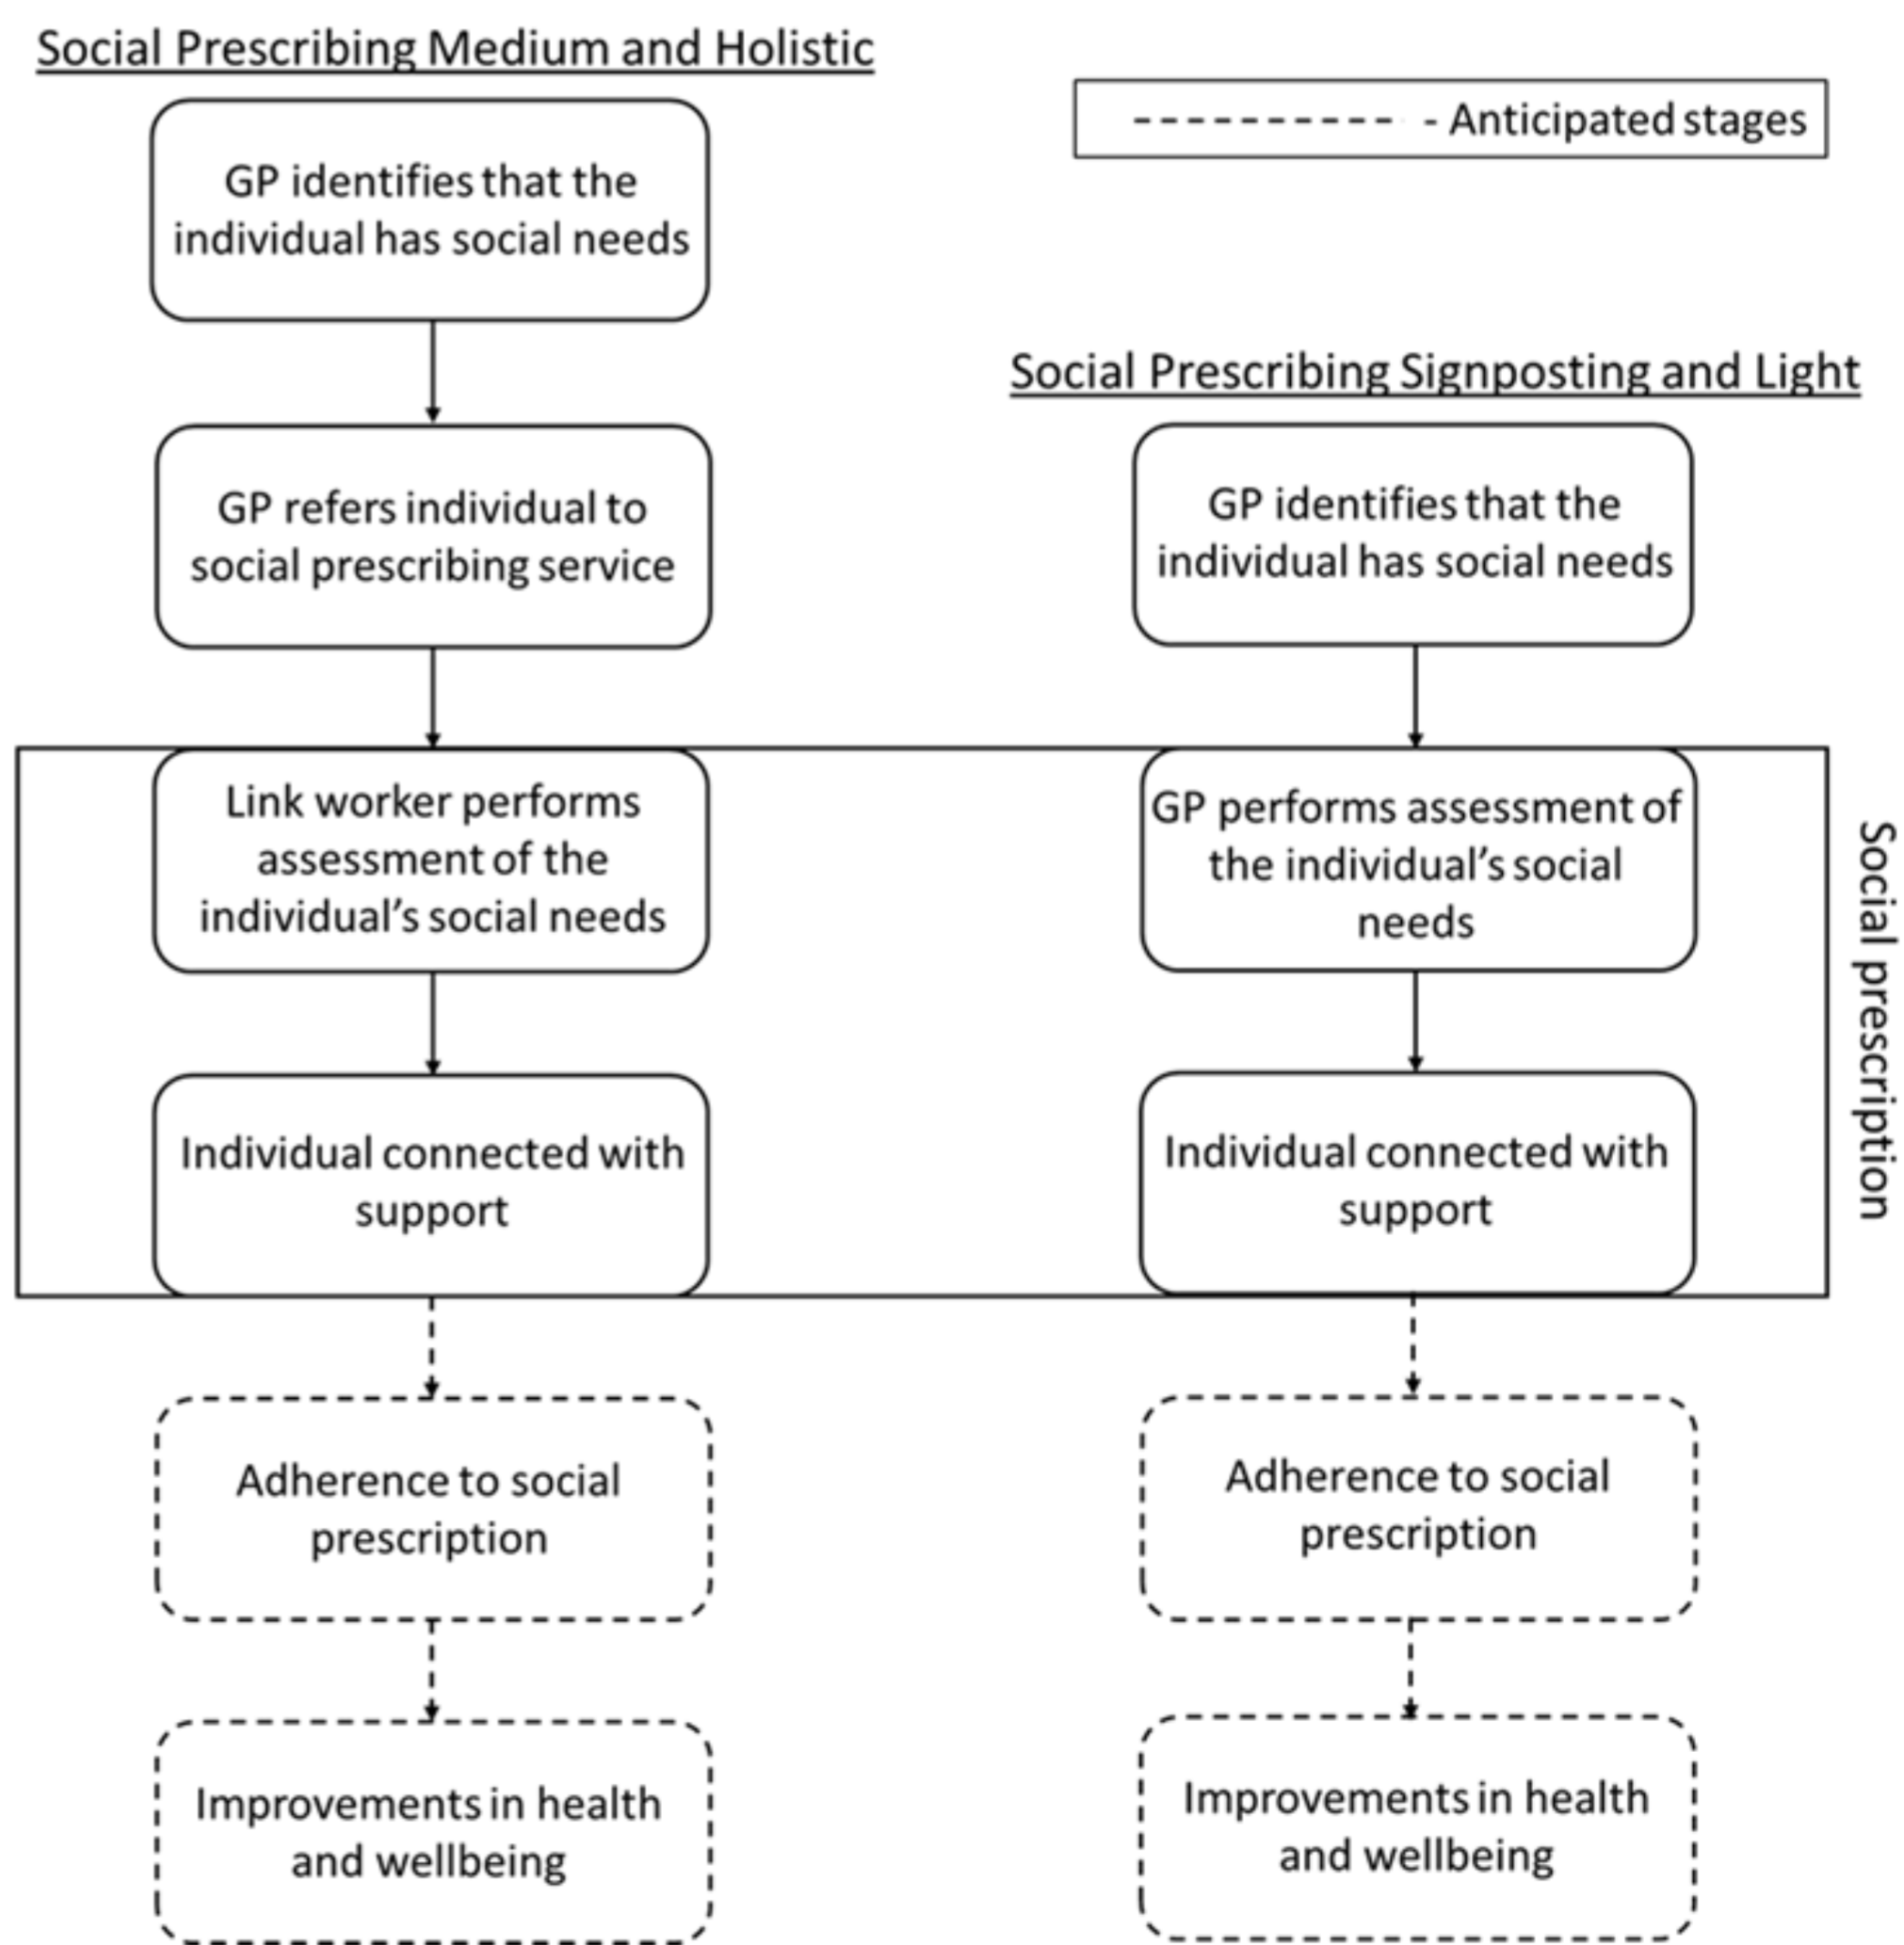 Social Prescribing Medium and Holistic
- Anticipated stages
GP identifies that the
individual has social needs
GP refers individual to
social prescribing service
Link worker performs
assessment of the
individual's social needs
Individual connected with
support
Adherence to social
prescription
Improvements in health
and wellbeing
Social Prescribing Signposting and Light
GP identifies that the
individual has social needs
GP performs assessment of
the individual's social
needs
Individual connected with
support
Adherence to social
prescription
Improvements in health
and wellbeing
Social prescription